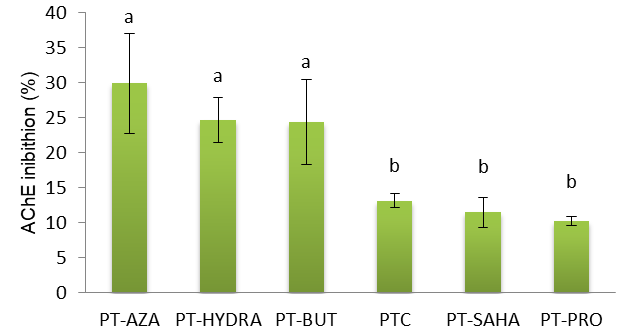 AChE inibithion (%)
40
35
30
25
20
15
10
5
0
a
a
a
b
b
b
PT-AZA PT-HYDRA PT-BUT PTC PT-SAHA PT-PRO